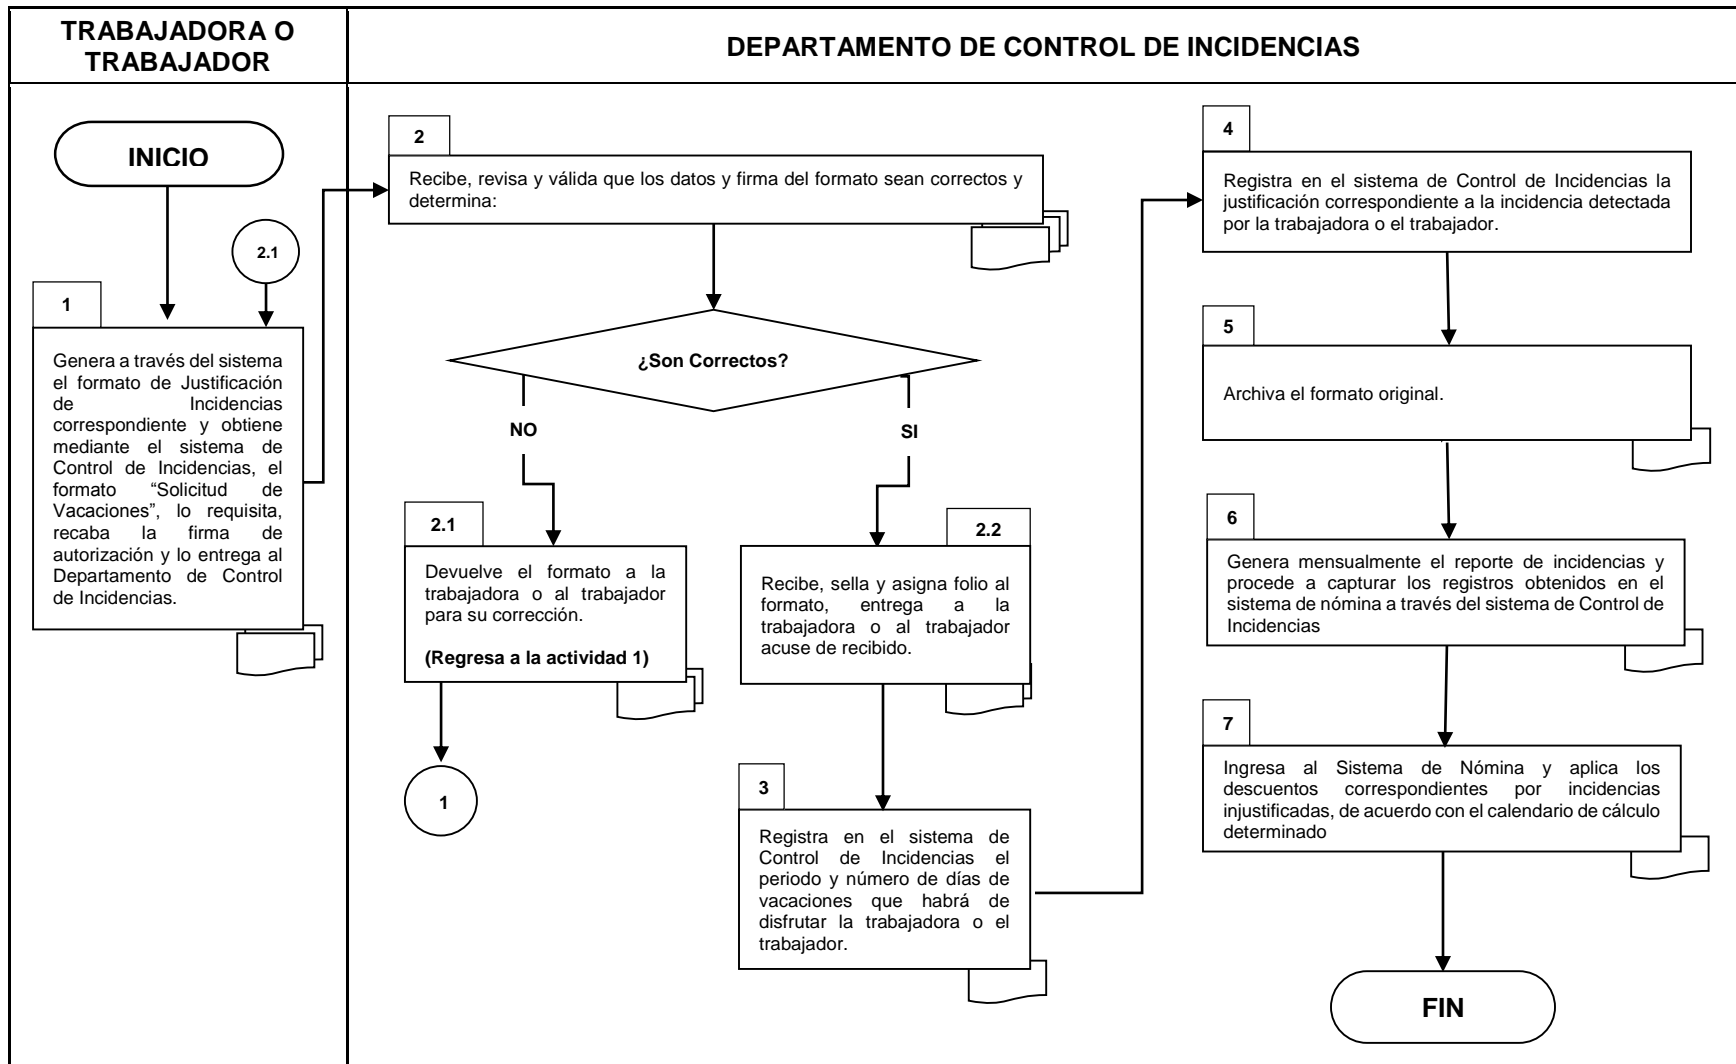 TRABAJADORA O
TRABAJADOR
DEPARTAMENTO DE CONTROL DE INCIDENCIAS
INICIO
2.1
1
Genera a través del sistema
el formato de Justificación
de Incidencias
correspondiente y obtiene
mediante el sistema de
Control de Incidencias, el
formato “Solicitud de
Vacaciones”, lo requisita,
recaba la firma de
autorización y lo entrega al
Departamento de Control
de Incidencias.
2
Recibe, revisa y válida que los datos y firma del formato sean correctos y
determina:
¿Son Correctos?
NO
SI
2.1
Devuelve el formato a la
trabajadora o al trabajador
para su corrección.
(Regresa a la actividad 1)
1
2.2
Recibe, sella y asigna folio al
formato, entrega a la
trabajadora o al trabajador
acuse de recibido.
3
Registra en el sistema de
Control de Incidencias el
periodo y número de días de
vacaciones que habrá de
disfrutar la trabajadora o el
trabajador.
4
Registra en el sistema de Control de Incidencias la
justificación correspondiente a la incidencia detectada
por la trabajadora o el trabajador.
5
Archiva el formato original.
6
Genera mensualmente el reporte de incidencias y
procede a capturar los registros obtenidos en el
sistema de nómina a través del sistema de Control de
Incidencias
7
Ingresa al Sistema de Nómina y aplica los
descuentos correspondientes por incidencias
injustificadas, de acuerdo con el calendario de cálculo
determinado
FIN